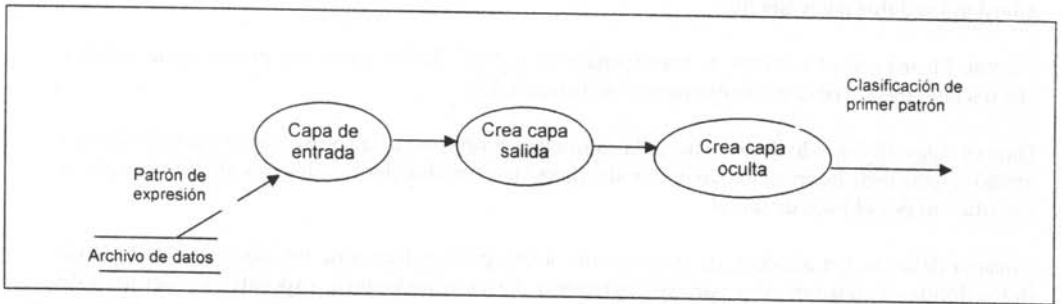 Clasificación de
primer patrón
Capa de
entrada
Crea capa
salida
Crea capa
oculta
Patrón de
expresión
Archivo de datos